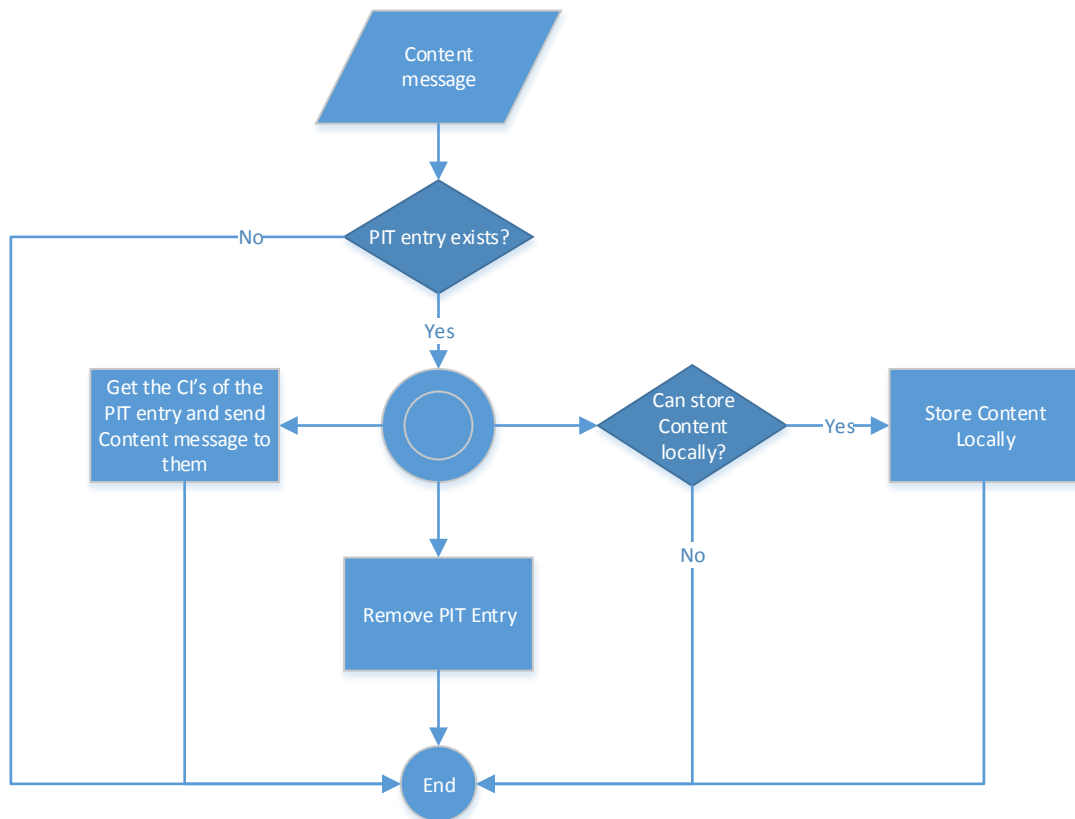 Content
message
No
PIT entry exists?
Yes
Get the CI’s of the
PIT entry and send
Content message to
them
Can store
Content
locally?
Yes
Store Content
Locally
No
Remove PIT Entry
End